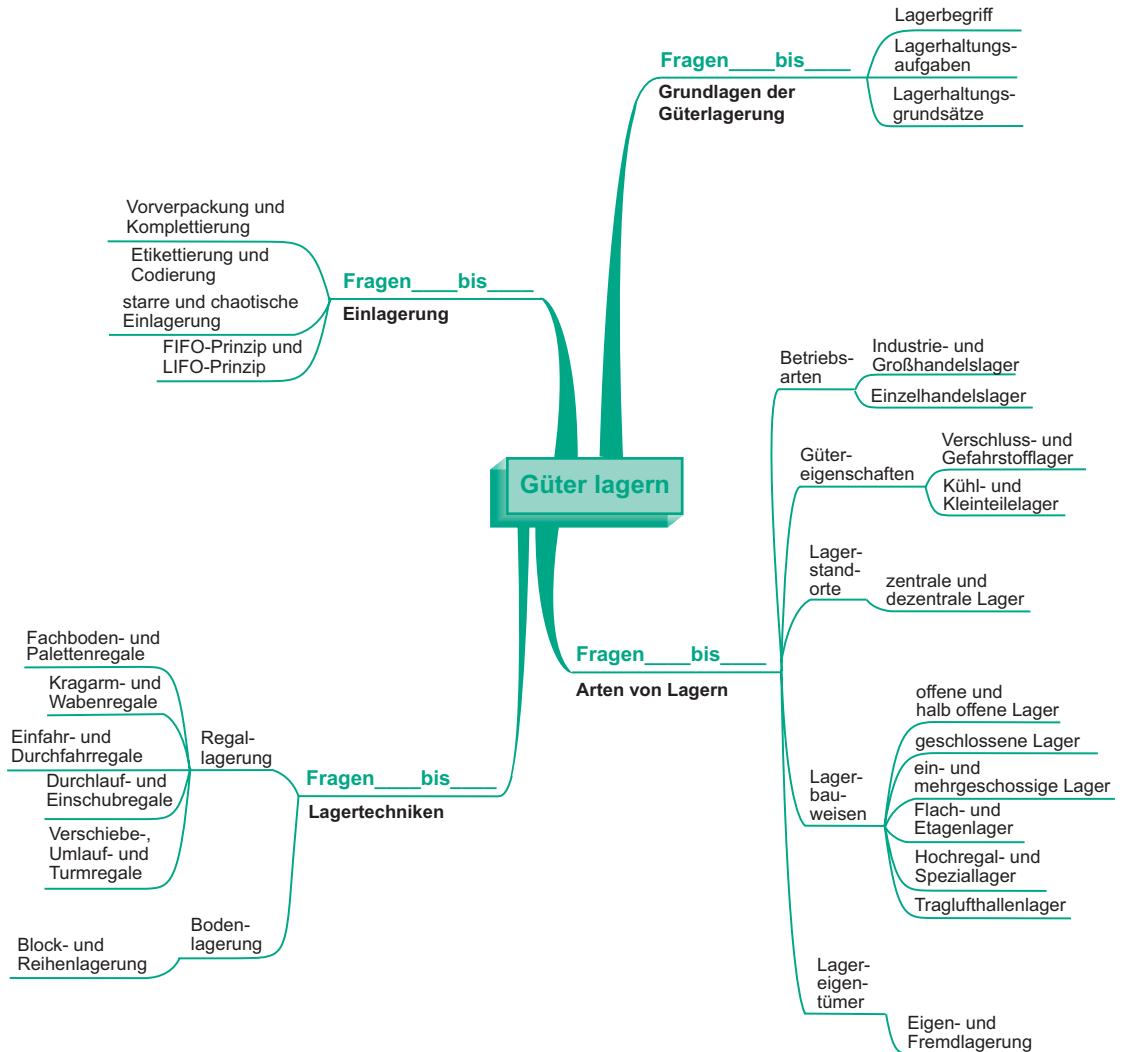 Güter lagern
Fragen____bis____
Grundlagen der
Güterlagerung
Lagerbegriff
Lagerhaltungs-
aufgaben
Lagerhaltungs-
grundsätze
Fragen____bis____
Einlagerung
Vorverpackung und
Komplettierung
Etikettierung und
Codierung
starre und chaotische
Einlagerung
FIFO-Prinzip und
LIFO-Prinzip
Fragen____bis____
Arten von Lagern
Betriebs-
arten
Industrie- und
Großhandelslager
Einzelhandelslager
Güter-
eigenschaften
Verschluss- und
Gefahrstofflager
Kühl- und
Kleinteilelager
Lager-
stand-
orte
zentrale und
dezentrale Lager
Lager-
bau-
weisen
offene und
halb offene Lager
geschlossene Lager
ein- und
mehrgeschossige Lager
Flach- und
Etagenlager
Hochregal- und
Speziallager
Traglufthallenlager
Lager-
eigen-
tümer
Eigen- und
Fremdlagerung
Fragen____bis____
Lagertechniken
Regal-
lagerung
Fachboden- und
Palettenregale
Kragarm- und
Wabenregale
Einfahr- und
Durchfahrregale
Durchlauf- und
Einschubregale
Verschiebe-,
Umlauf- und
Turmregale
Boden-
lagerung
Block- und
Reihenlagerung